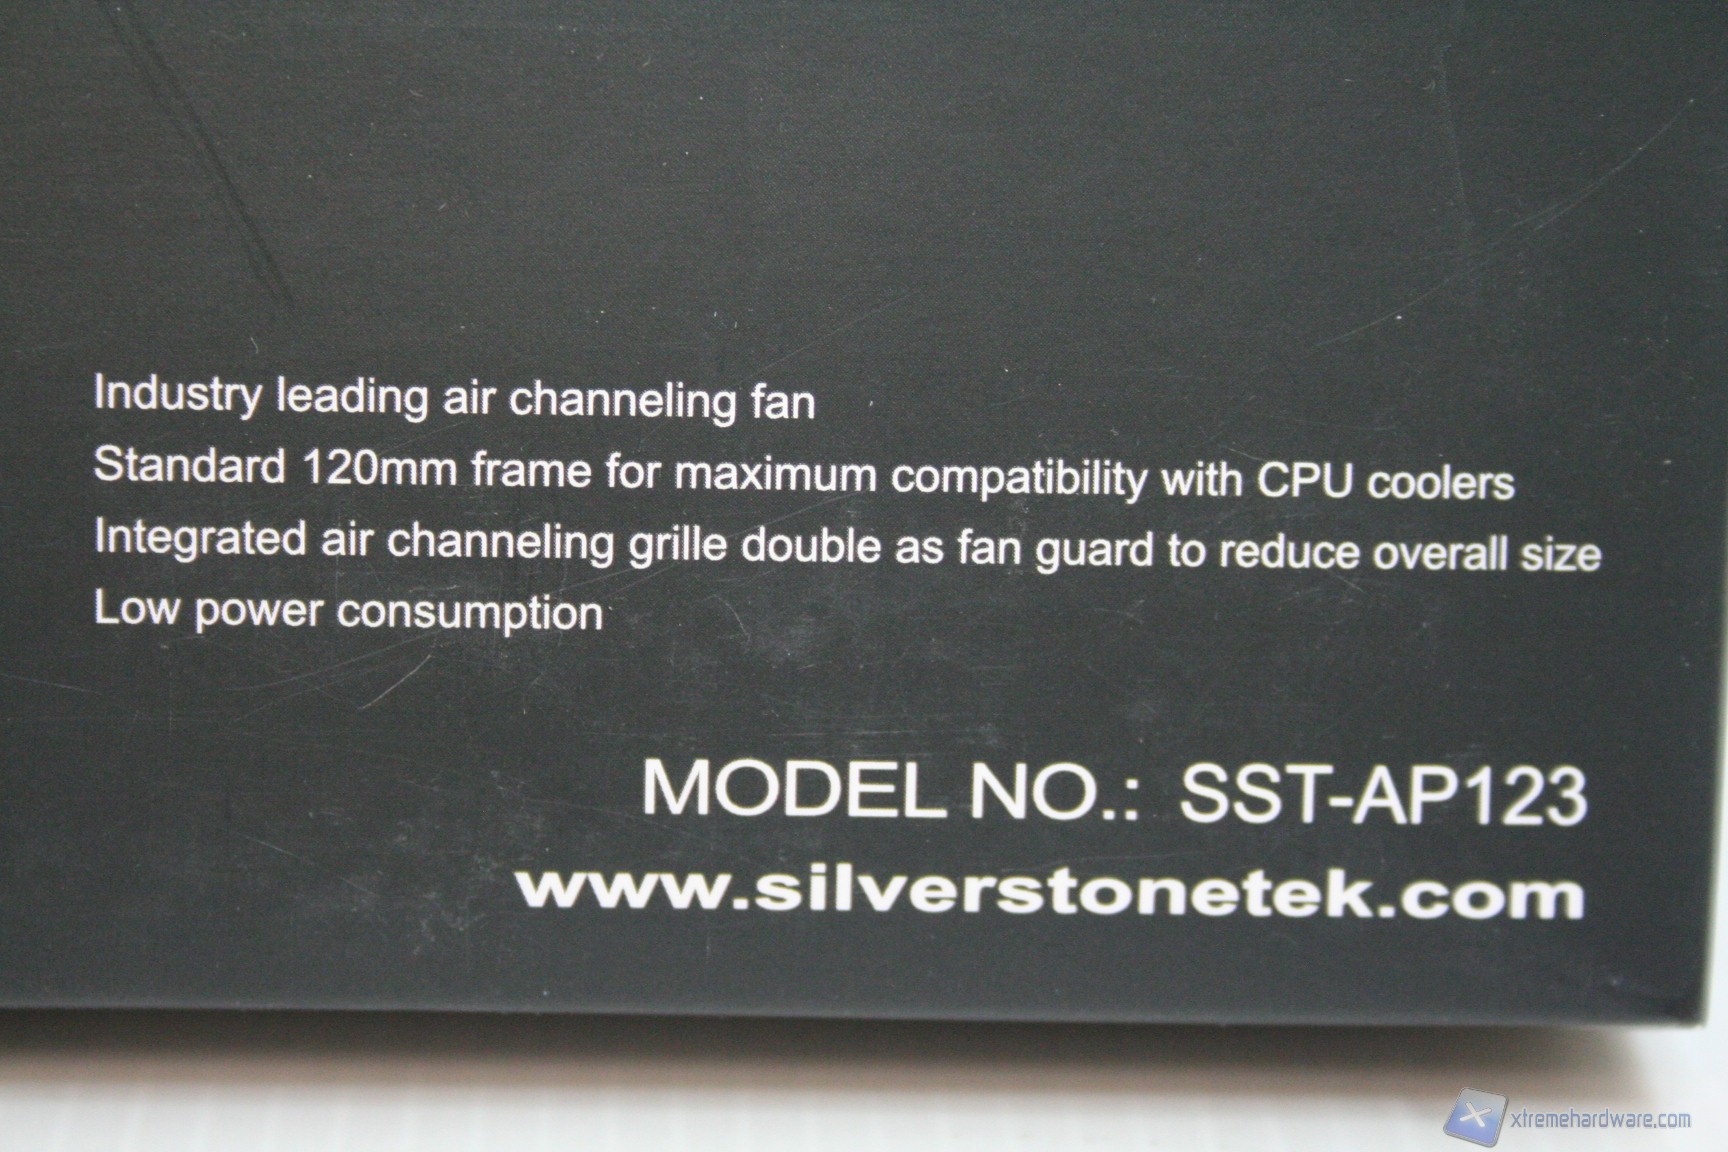 Industry leading air channeling fan
Standard 120mm frame for maximum compatibility with CPU coolers
Integrated air channeling grille double as fan guard to reduce overall size
Low power consumption
MODEL NO.: SST-AP123
www.silverstonetek.com
xtremehardware.com